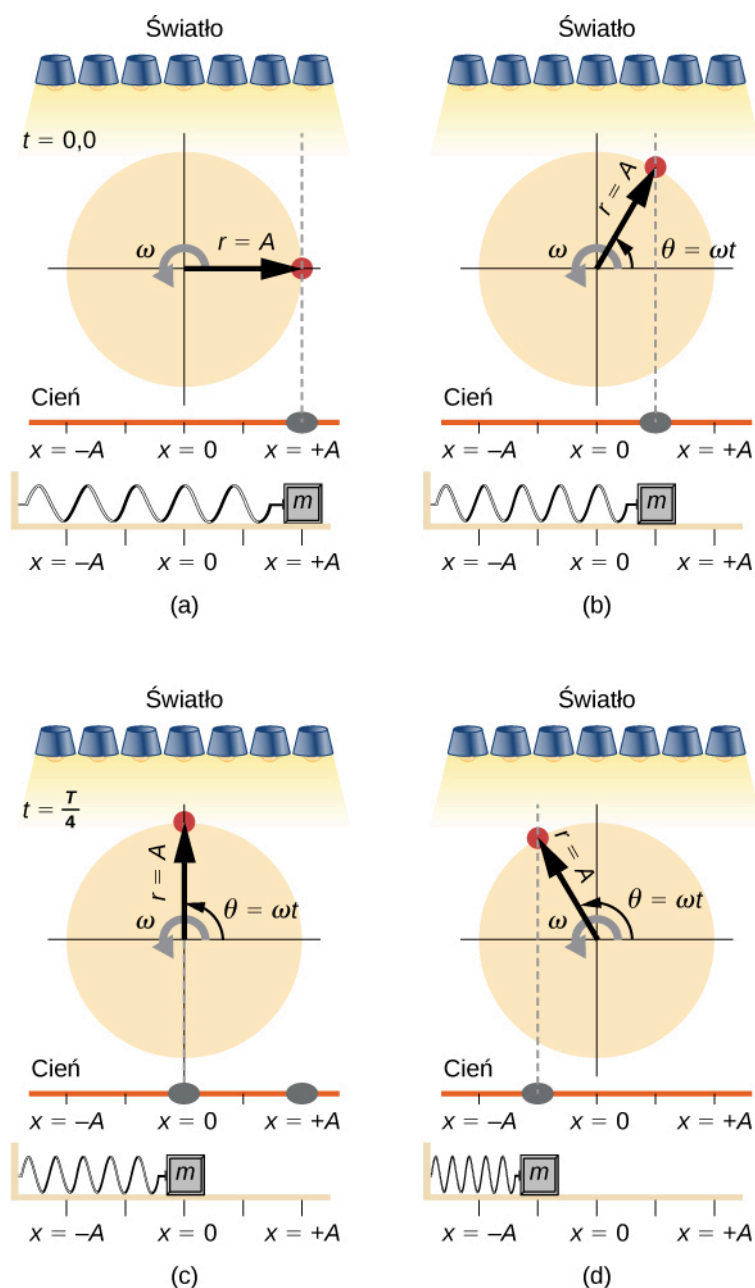 Światło
t = 0,0
ω
r = A
Cień
x = –A x = 0 x = +A
m
x = –A x = 0 x = +A
(a)
Światło
r = A
ω
θ = ωt
Cień
x = –A x = 0 x = +A
m
x = –A x = 0 x = +A
(b)
Światło
t = T/4
r = A
ω
θ = ωt
Cień
x = –A x = 0 x = +A
m
x = –A x = 0 x = +A
(c)
Światło
r = A
ω
θ = ωt
Cień
x = –A x = 0 x = +A
m
x = –A x = 0 x = +A
(d)